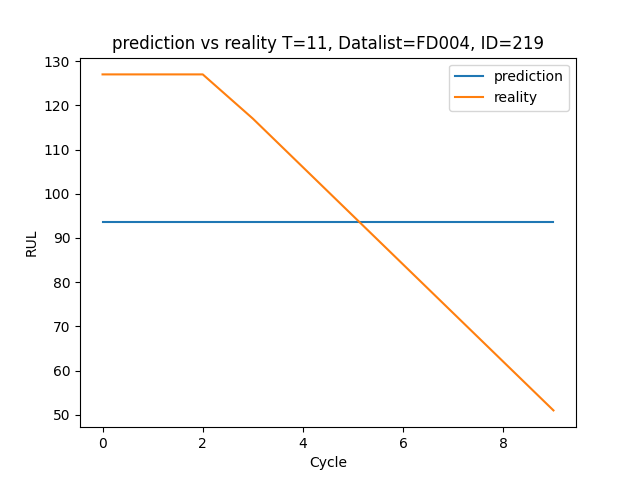 prediction vs reality T=11, Datalist=FD004, ID=219
130
120
110
100
90
80
70
60
50
RUL
0 2 4 6 8
Cycle
prediction
reality